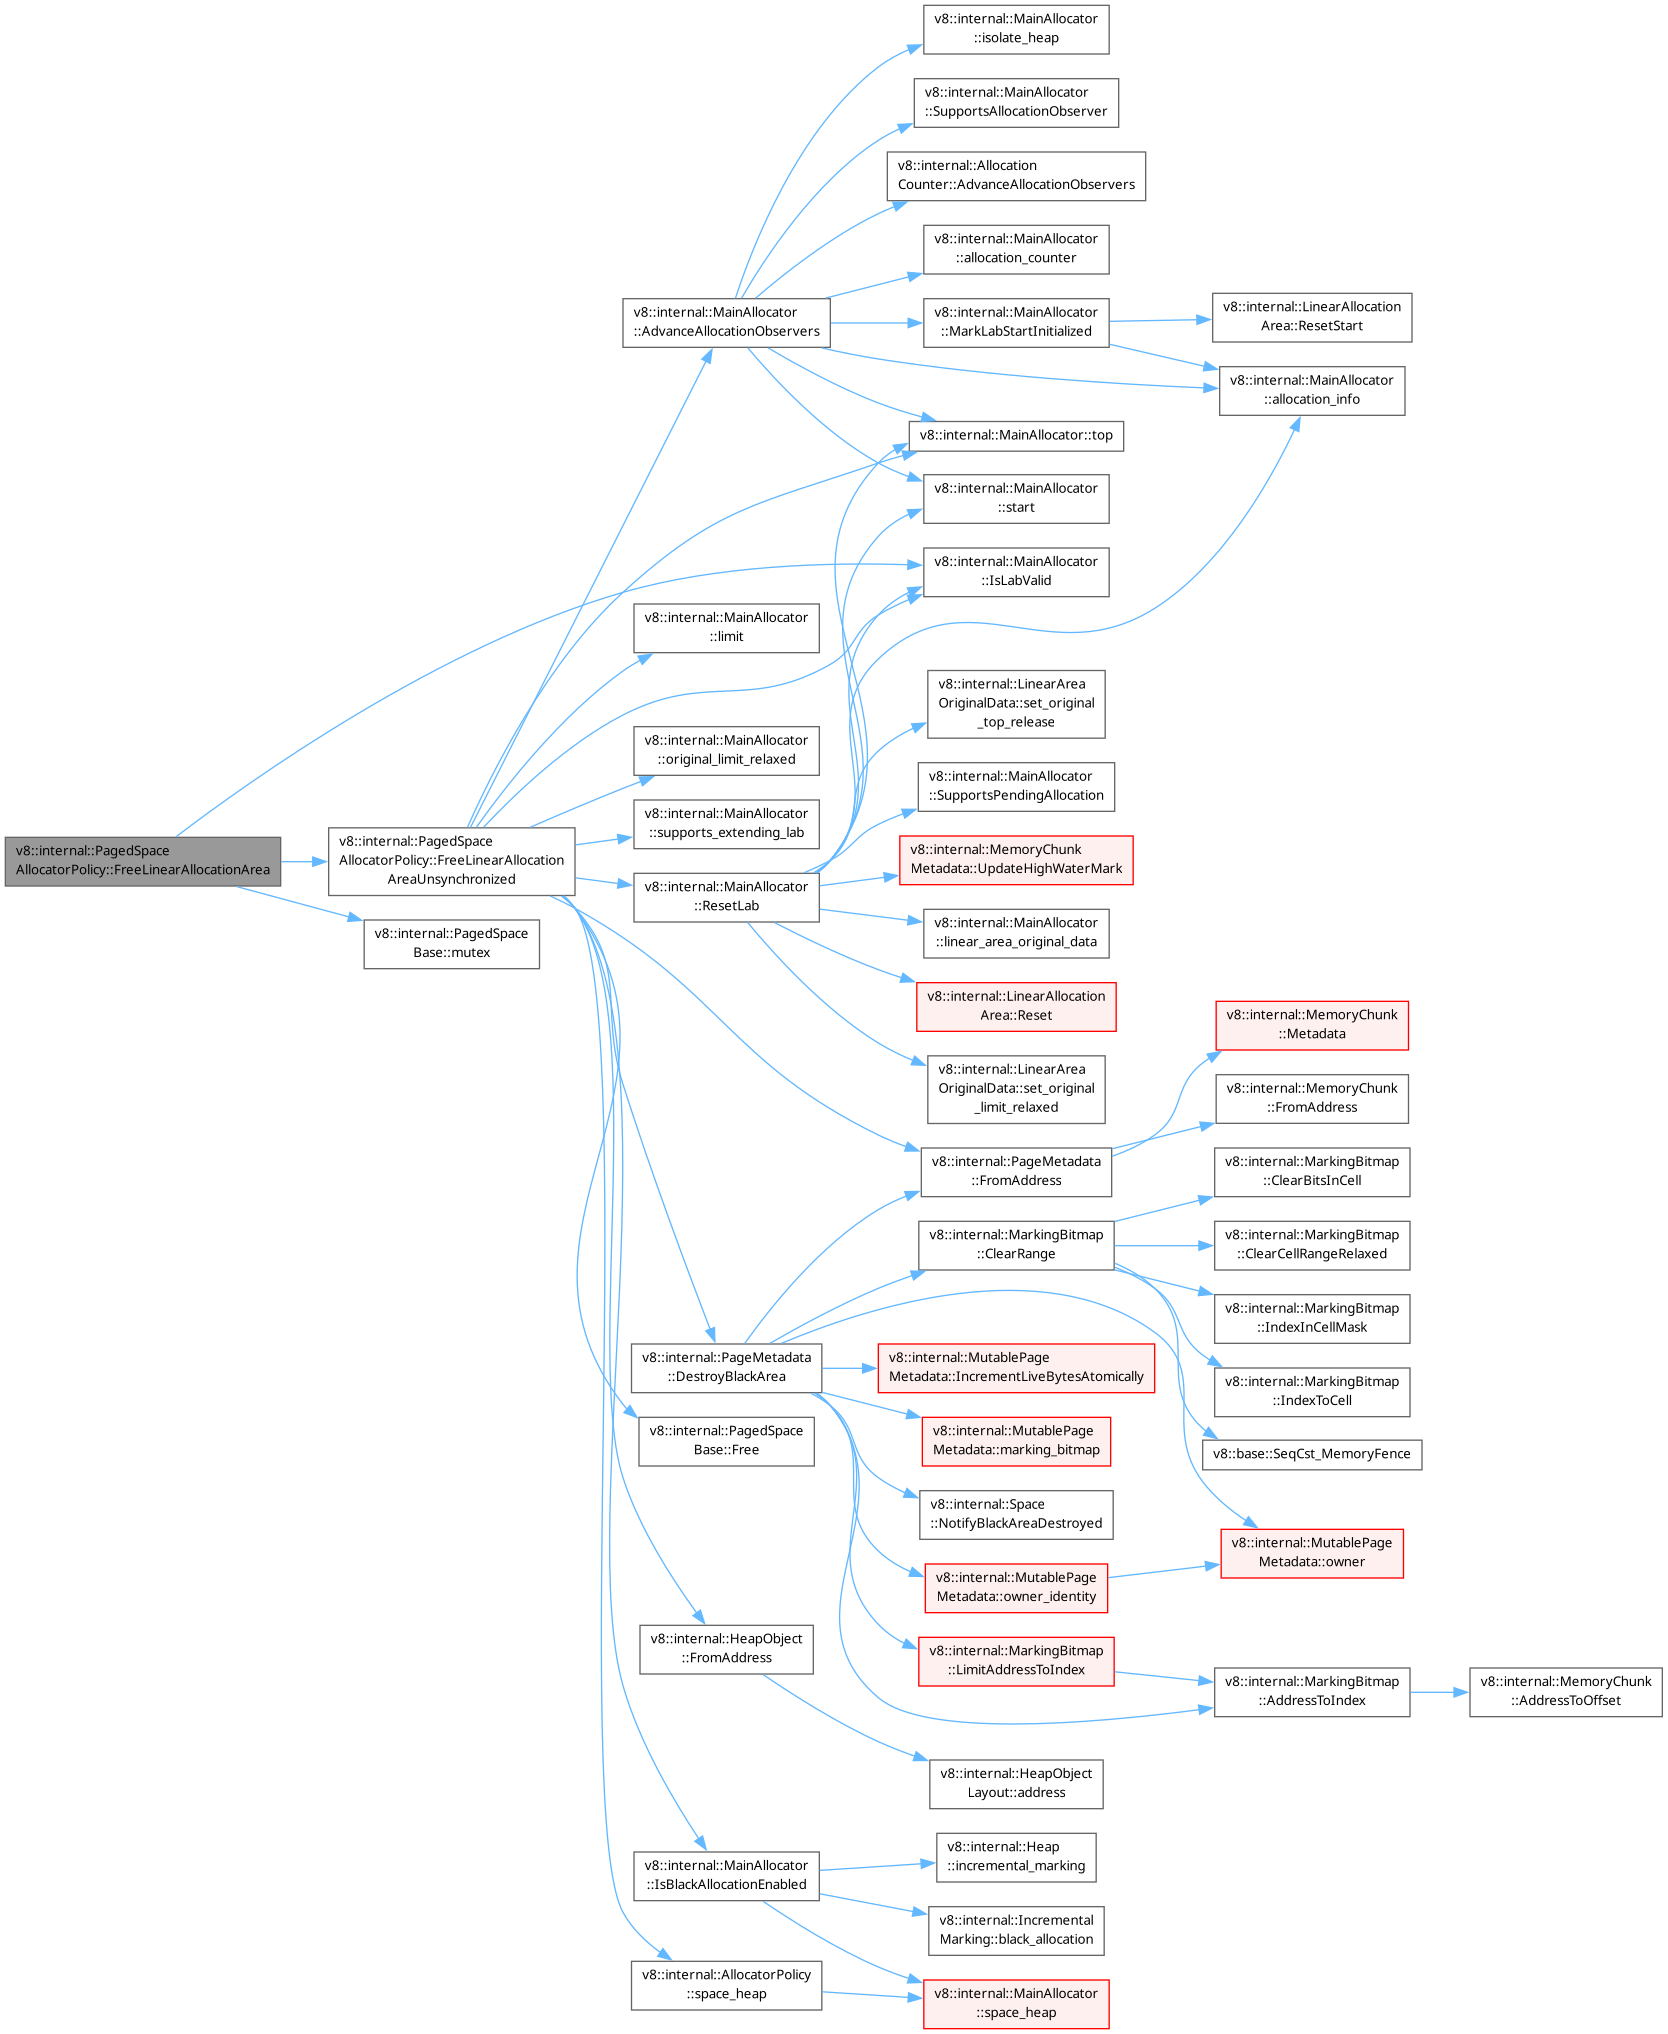 v8::internal::PagedSpace
AllocatorPolicy::FreeLinearAllocationArea
v8::internal::PagedSpace
AllocatorPolicy::FreeLinearAllocation
AreaUnsynchronized
v8::internal::PagedSpace
Base::mutex
v8::internal::MainAllocator
::AdvanceAllocationObservers
v8::internal::MainAllocator
::limit
v8::internal::MainAllocator
::original_limit_relaxed
v8::internal::MainAllocator
::supports_extending_lab
v8::internal::MainAllocator
::ResetLab
v8::internal::PageMetadata
::DestroyBlackArea
v8::internal::PagedSpace
Base::Free
v8::internal::HeapObject
::FromAddress
v8::internal::MainAllocator
::IsBlackAllocationEnabled
v8::internal::AllocatorPolicy
::space_heap
v8::internal::MainAllocator
::isolate_heap
v8::internal::MainAllocator
::SupportsAllocationObserver
v8::internal::Allocation
Counter::AdvanceAllocationObservers
v8::internal::MainAllocator
::allocation_counter
v8::internal::MainAllocator
::MarkLabStartInitialized
v8::internal::MainAllocator::top
v8::internal::MainAllocator
::start
v8::internal::MainAllocator
::IsLabValid
v8::internal::LinearArea
OriginalData::set_original
_top_release
v8::internal::MainAllocator
::SupportsPendingAllocation
v8::internal::MemoryChunk
Metadata::UpdateHighWaterMark
v8::internal::MainAllocator
::linear_area_original_data
v8::internal::LinearAllocation
Area::Reset
v8::internal::LinearArea
OriginalData::set_original
_limit_relaxed
v8::internal::PageMetadata
::FromAddress
v8::internal::MarkingBitmap
::ClearRange
v8::internal::MutablePage
Metadata::IncrementLiveBytesAtomically
v8::internal::MutablePage
Metadata::marking_bitmap
v8::internal::Space
::NotifyBlackAreaDestroyed
v8::internal::MutablePage
Metadata::owner_identity
v8::internal::MarkingBitmap
::LimitAddressToIndex
v8::internal::HeapObject
Layout::address
v8::internal::Heap
::incremental_marking
v8::internal::Incremental
Marking::black_allocation
v8::internal::MainAllocator
::space_heap
v8::internal::LinearAllocation
Area::ResetStart
v8::internal::MainAllocator
::allocation_info
v8::internal::MemoryChunk
::Metadata
v8::internal::MemoryChunk
::FromAddress
v8::internal::MarkingBitmap
::ClearBitsInCell
v8::internal::MarkingBitmap
::ClearCellRangeRelaxed
v8::internal::MarkingBitmap
::IndexInCellMask
v8::internal::MarkingBitmap
::IndexToCell
v8::base::SeqCst_MemoryFence
v8::internal::MutablePage
Metadata::owner
v8::internal::MarkingBitmap
::AddressToIndex
v8::internal::MemoryChunk
::AddressToOffset